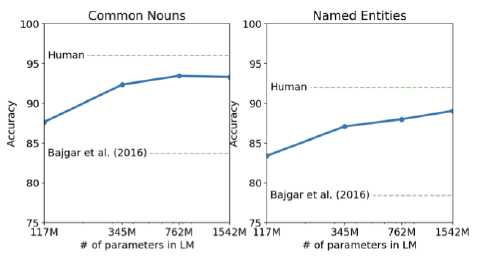 Common Nouns
100
95
90
85
80
75
Accuracy
Human
Bajgar et al. (2016)
117M 345M 762M 1542M
# of parameters in LM
Named Entities
100
95
90
85
80
75
Accuracy
Human
Bajgar et al. (2016)
117M 345M 762M 1542M
# of parameters in LM